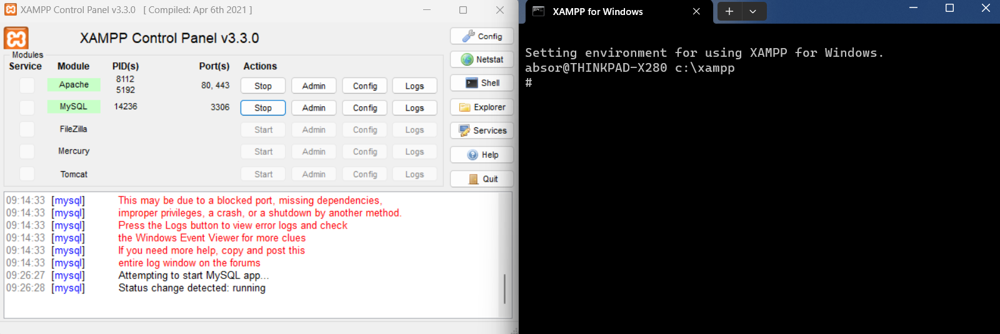 XAMPP Control Panel v3.3.0 [ Compiled: Apr 6th 2021 ]
XAMPP Control Panel v3.3.0
Config
Modules
Service Module PID(s) Port(s) Actions
Netstat
Apache 8112 5192 80, 443 Stop Admin Config Logs
Shell
MySQL 14236 3306 Stop Admin Config Logs
Explorer
FileZilla Start Admin Config Logs
Services
Mercury Start Admin Config Logs
Help
Tomcat Start Admin Config Logs
Quit
09:14:33 [mysql] This may be due to a blocked port, missing dependencies,
09:14:33 [mysql] improper privileges, a crash, or a shutdown by another method.
09:14:33 [mysql] Press the Logs button to view error logs and check
09:14:33 [mysql] the Windows Event Viewer for more clues
09:14:33 [mysql] If you need more help, copy and post this
09:14:33 [mysql] entire log window on the forums
09:26:27 [mysql] Attempting to start MySQL app...
09:26:28 [mysql] Status change detected: running
XAMPP for Windows
Setting environment for using XAMPP for Windows.
absor@THINKPAD-X280 c:\xampp
#